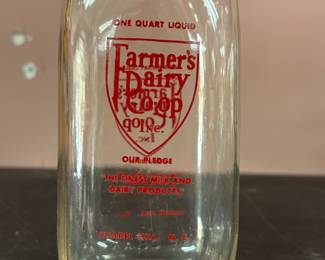 ONE QUART LIQUID
Farmer's
Dairy
Co-op
Inc.
OUR PLEDGE
"THE FINEST MILK AND
DAIRY PRODUCTS"